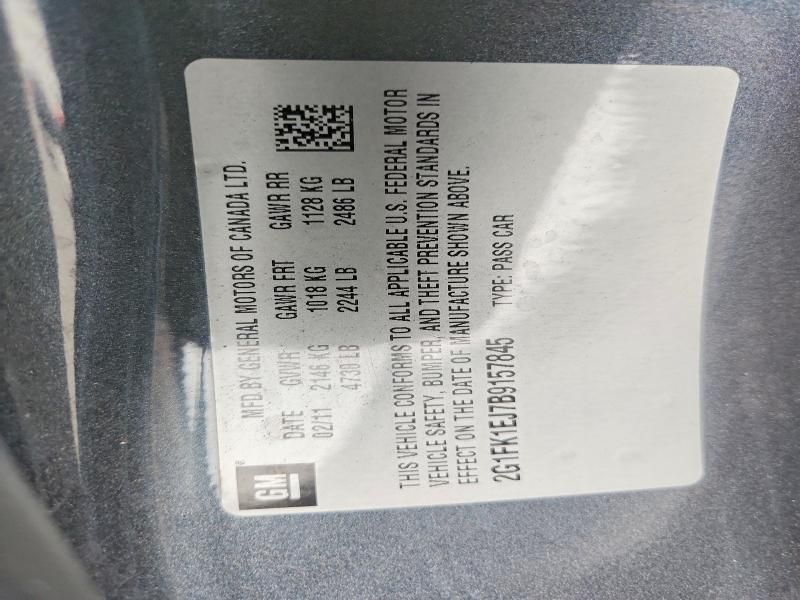 GM®
MFD BY GENERAL MOTORS OF CANADA LTD.
DATE GVWR GAWR FRT GAWR RR
02/11 2146 KG 1018 KG 1128 KG
4730 LB 2244 LB 2486 LB
THIS VEHICLE CONFORMS TO ALL APPLICABLE U.S. FEDERAL MOTOR
VEHICLE SAFETY, BUMPER, AND THEFT PREVENTION STANDARDS IN
EFFECT ON THE DATE OF MANUFACTURE SHOWN ABOVE.
2G1FK1EJ7B9157845 TYPE: PASS CAR